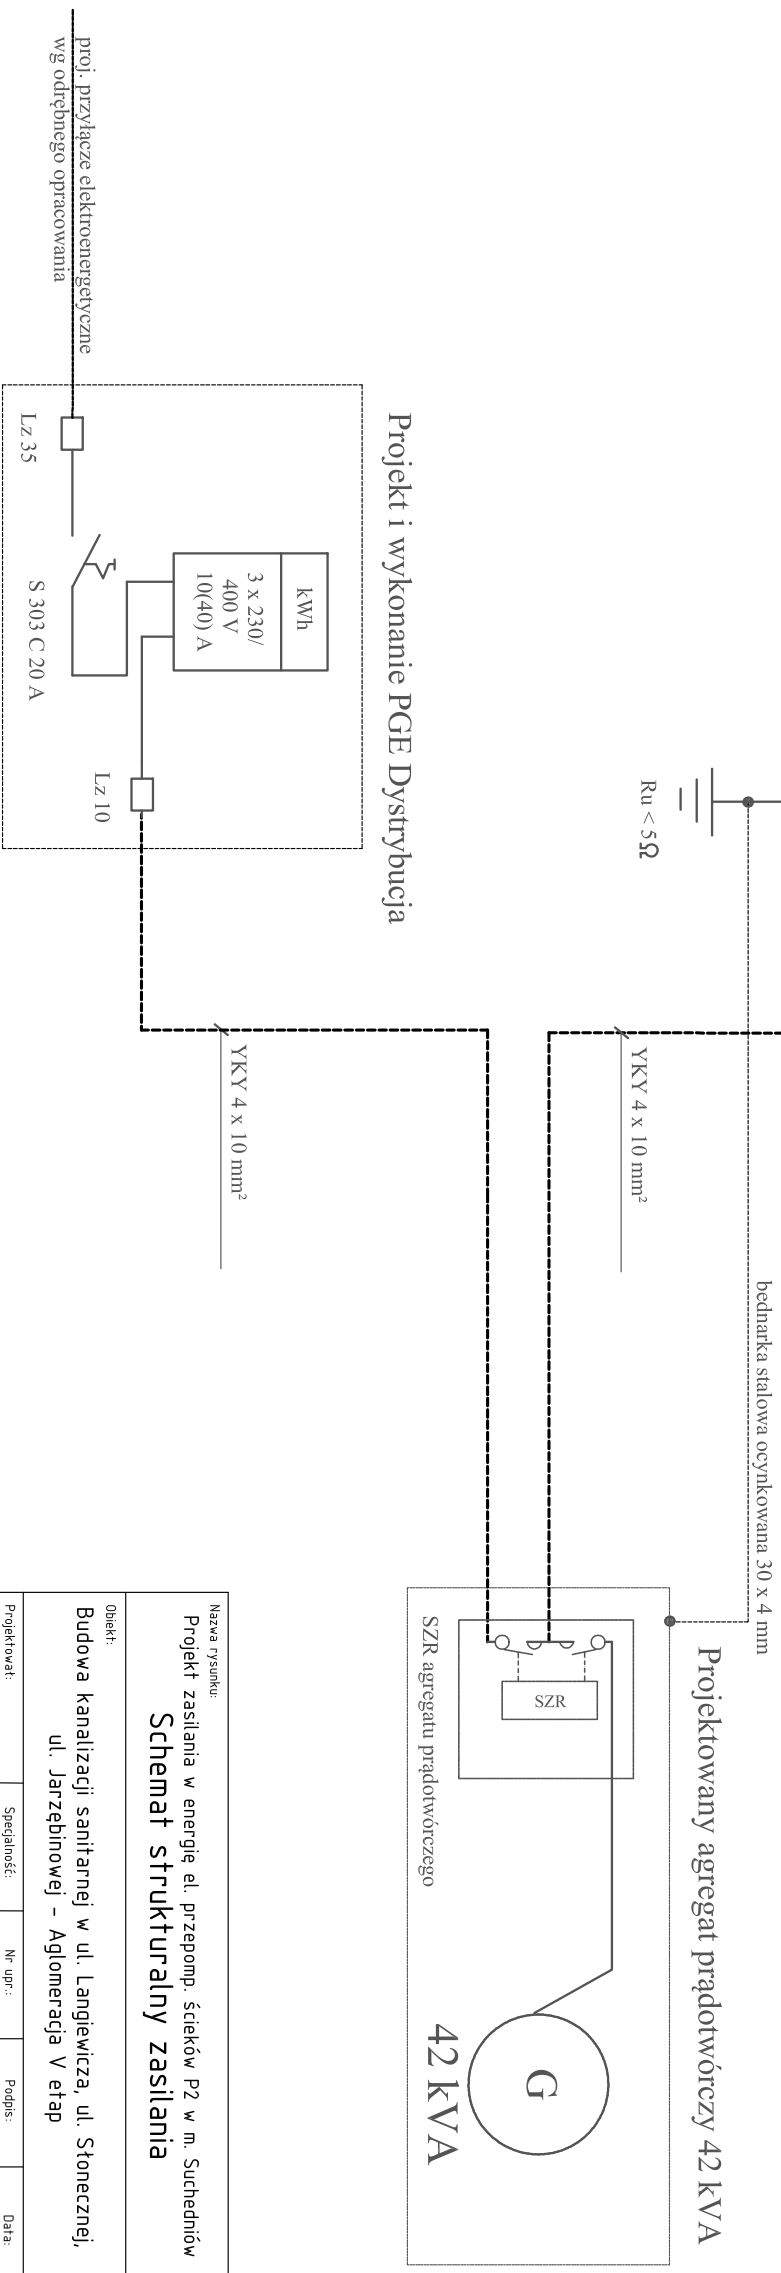 bednarka stalowa ocynkowana 30 x 4 mm
Projektowany agregat prądotwórczy 42 kVA
Ru < 5 Ω
YKY 4 x 10 mm²
SZR
G
42 kVA
SZR agregatu prądotwórczego
Projekt i wykonanie PGE Dystrybucja
kWh
3 x 230/
400 V
10(40) A
Lz 10
YKY 4 x 10 mm²
proj. przyłącze elektroenergetyczne
wg odrębnego opracowania
Lz 35
S 303 C 20 A
Nazwa rysunku:
Projekt zasilania w energię el. przepomp. ścieków P2 w m. Suchedniów
Schemat strukturalny zasilania
Obiekt:
Budowa kanalizacji sanitarnej w ul. Langiewicza, ul. Słonecznej,
ul. Jarzębinowej – Aglomeracja V etap
Projektował: Specjalność: Nr upr.: Podpis: Data: